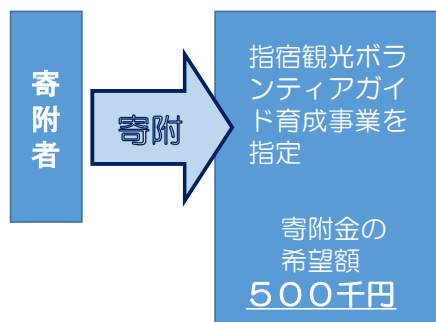 寄附者
寄附
指宿観光ボラ
ンティアガイ
ド育成事業を
指定
寄附金の
希望額
５００千円